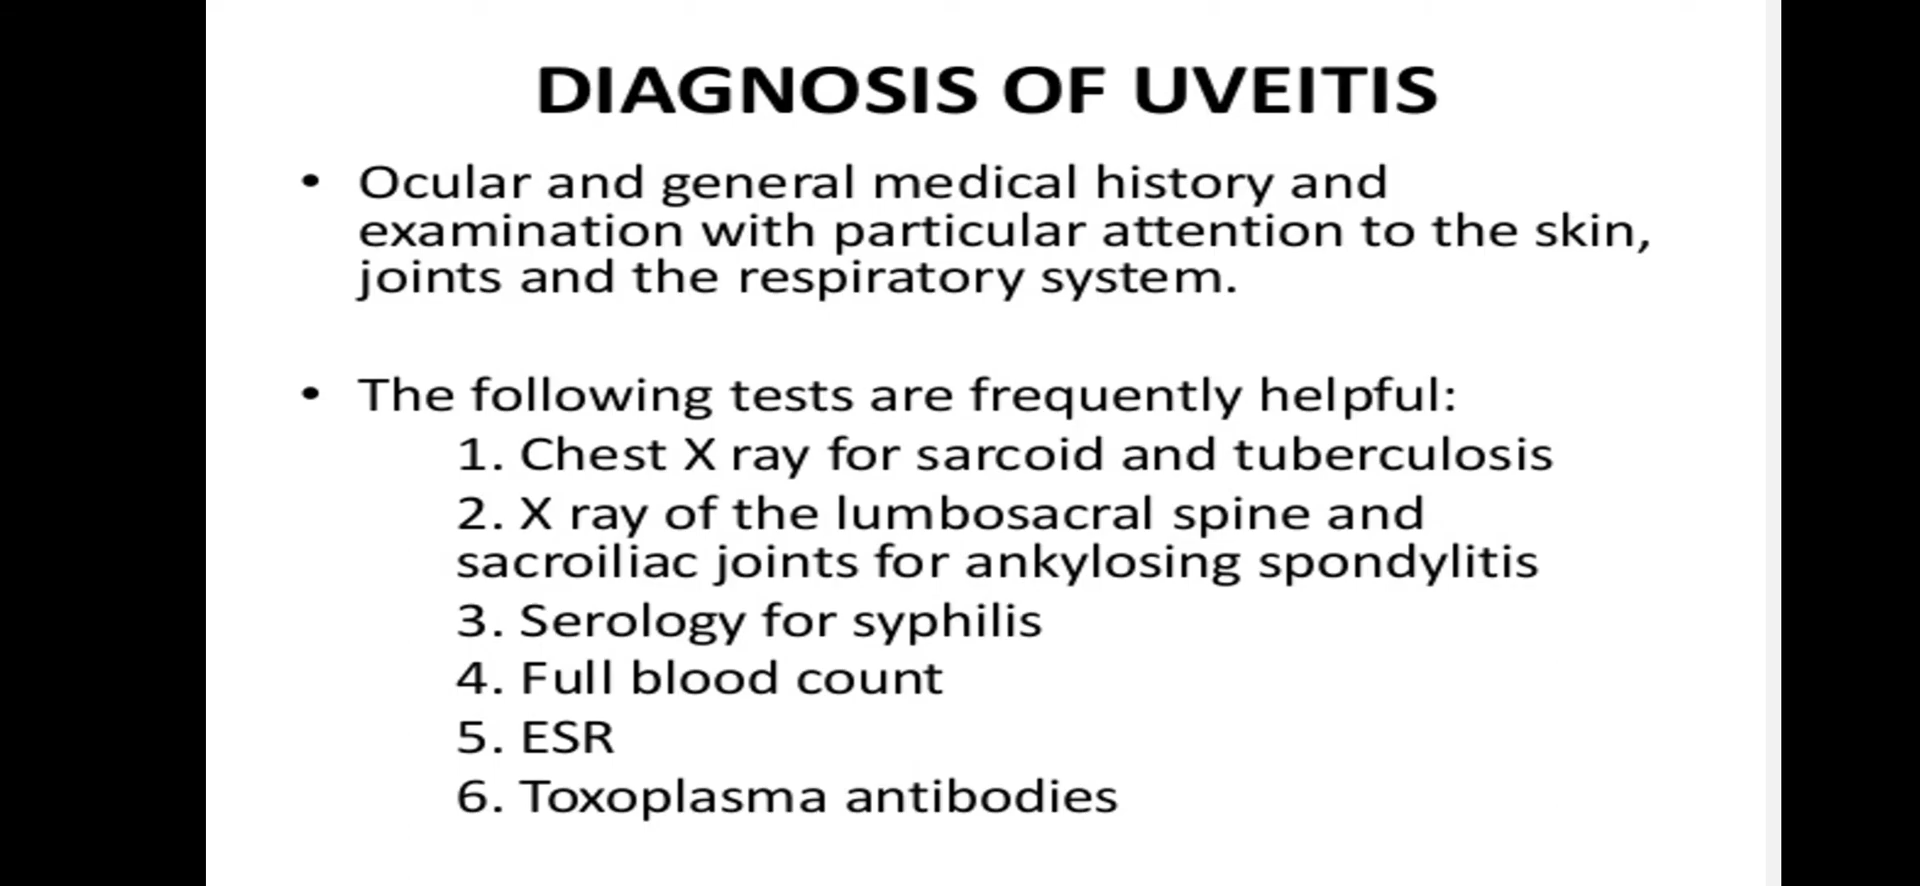 DIAGNOSIS OF UVEITIS
• Ocular and general medical history and
examination with particular attention to the skin,
joints and the respiratory system.
• The following tests are frequently helpful:
1. Chest X ray for sarcoid and tuberculosis
2. X ray of the lumbosacral spine and
sacroiliac joints for ankylosing spondylitis
3. Serology for syphilis
4. Full blood count
5. ESR
6. Toxoplasma antibodies